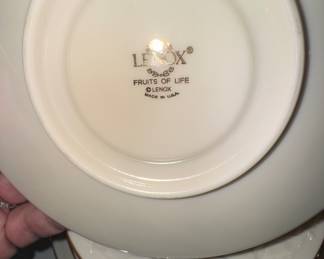 LENOX®
FRUITS OF LIFE
© LENOX
MADE IN U.S.A.